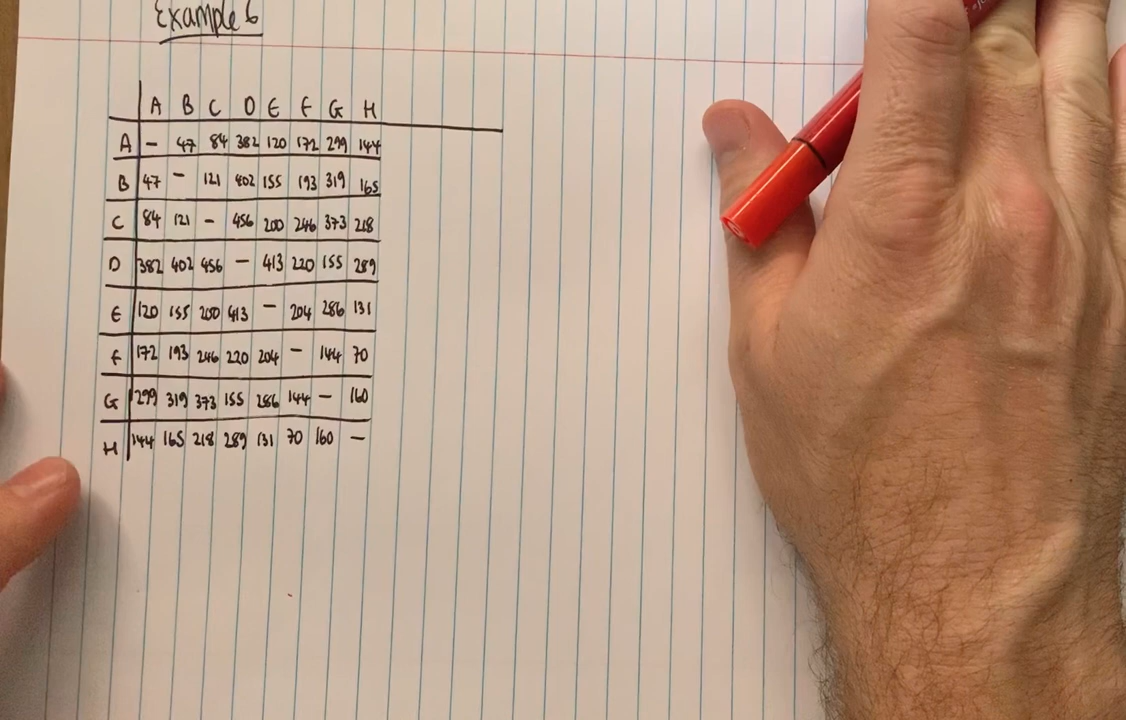 Example 6
A B C D E F G H
A - 47 84 382 120 172 299 144
B 47 - 121 402 155 193 319 165
C 84 121 - 456 200 246 373 218
D 382 402 456 - 413 220 155 289
E 120 155 200 413 - 204 286 131
F 172 193 246 220 204 - 144 70
G 299 319 373 155 286 144 - 160
H 144 165 218 289 131 70 160 -